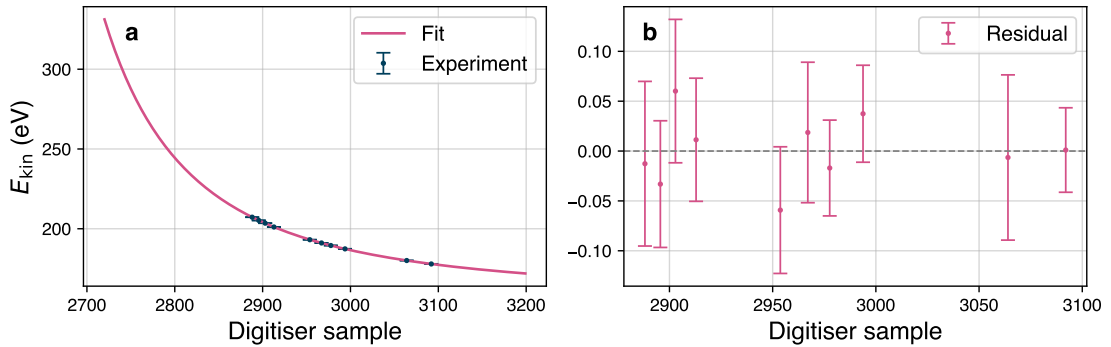 a
Fit
Experiment
300
250
200
E_kin (eV)
2700 2800 2900 3000 3100 3200
Digitiser sample
b
Residual
0.10
0.05
0.00
−0.05
−0.10
2900 2950 3000 3050 3100
Digitiser sample